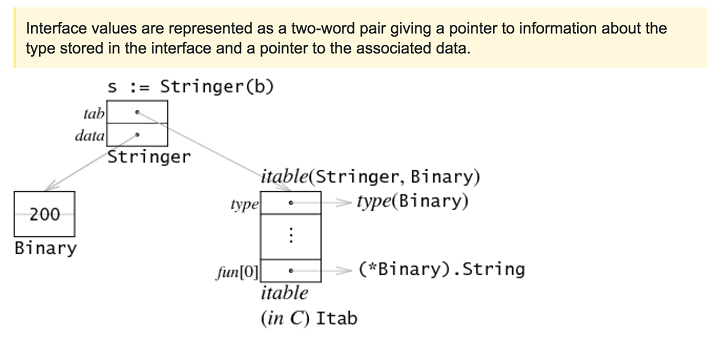 Interface values are represented as a two-word pair giving a pointer to information about the
type stored in the interface and a pointer to the associated data.
s := Stringer(b)
tab
data
Stringer
itable(Stringer, Binary)
type
type(Binary)
200
Binary
⋮
fun[0]
(*Binary).String
itable
(in C) Itab